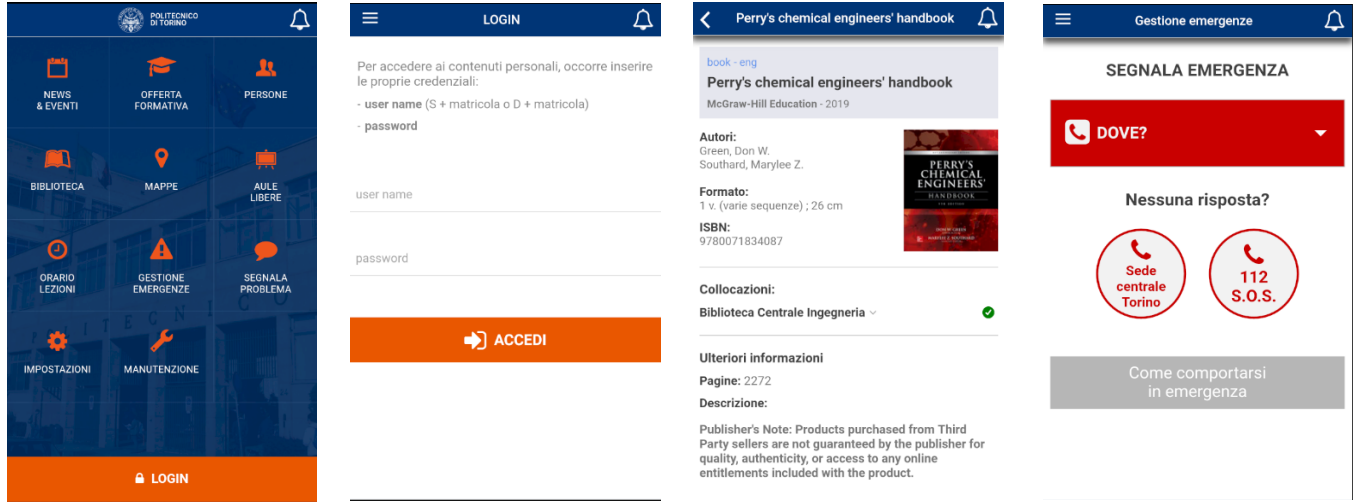 POLITECNICO
DI TORINO
NEWS
& EVENTI
OFFERTA
FORMATIVA
PERSONE
BIBLIOTECA
MAPPE
AULE
LIBERE
ORARIO
LEZIONI
GESTIONE
EMERGENZE
SEGNALA
PROBLEMA
IMPOSTAZIONI
MANUTENZIONE
LOGIN
LOGIN
Per accedere ai contenuti personali, occorre inserire
le proprie credenziali:
- user name (S + matricola o D + matricola)
- password
user name
password
ACCEDI
Perry's chemical engineers' handbook
book - eng
Perry's chemical engineers' handbook
McGraw-Hill Education - 2019
Autori:
Green, Don W.
Southard, Marylee Z.
Formato:
1 v. (varie sequenze) ; 26 cm
ISBN:
9780071834087
PERRY'S
CHEMICAL
ENGINEERS'
HANDBOOK
Collocazioni:
Biblioteca Centrale Ingegneria
Ulteriori informazioni
Pagine: 2272
Descrizione:
Publisher's Note: Products purchased from Third
Party sellers are not guaranteed by the publisher for
quality, authenticity, or access to any online
entitlements included with the product.
Gestione emergenze
SEGNALA EMERGENZA
DOVE?
Nessuna risposta?
Sede
centrale
Torino
112
S.O.S.
Come comportarsi
in emergenza